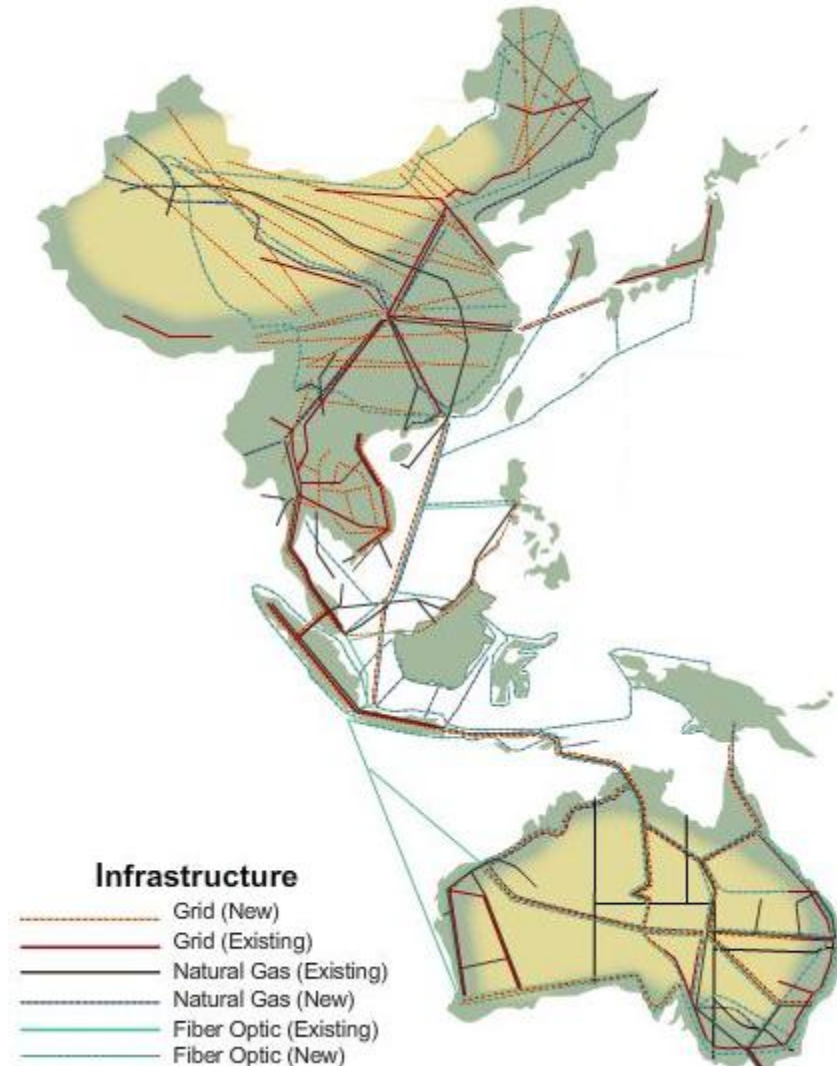 Infrastructure
Grid (New)
Grid (Existing)
Natural Gas (Existing)
Natural Gas (New)
Fiber Optic (Existing)
Fiber Optic (New)